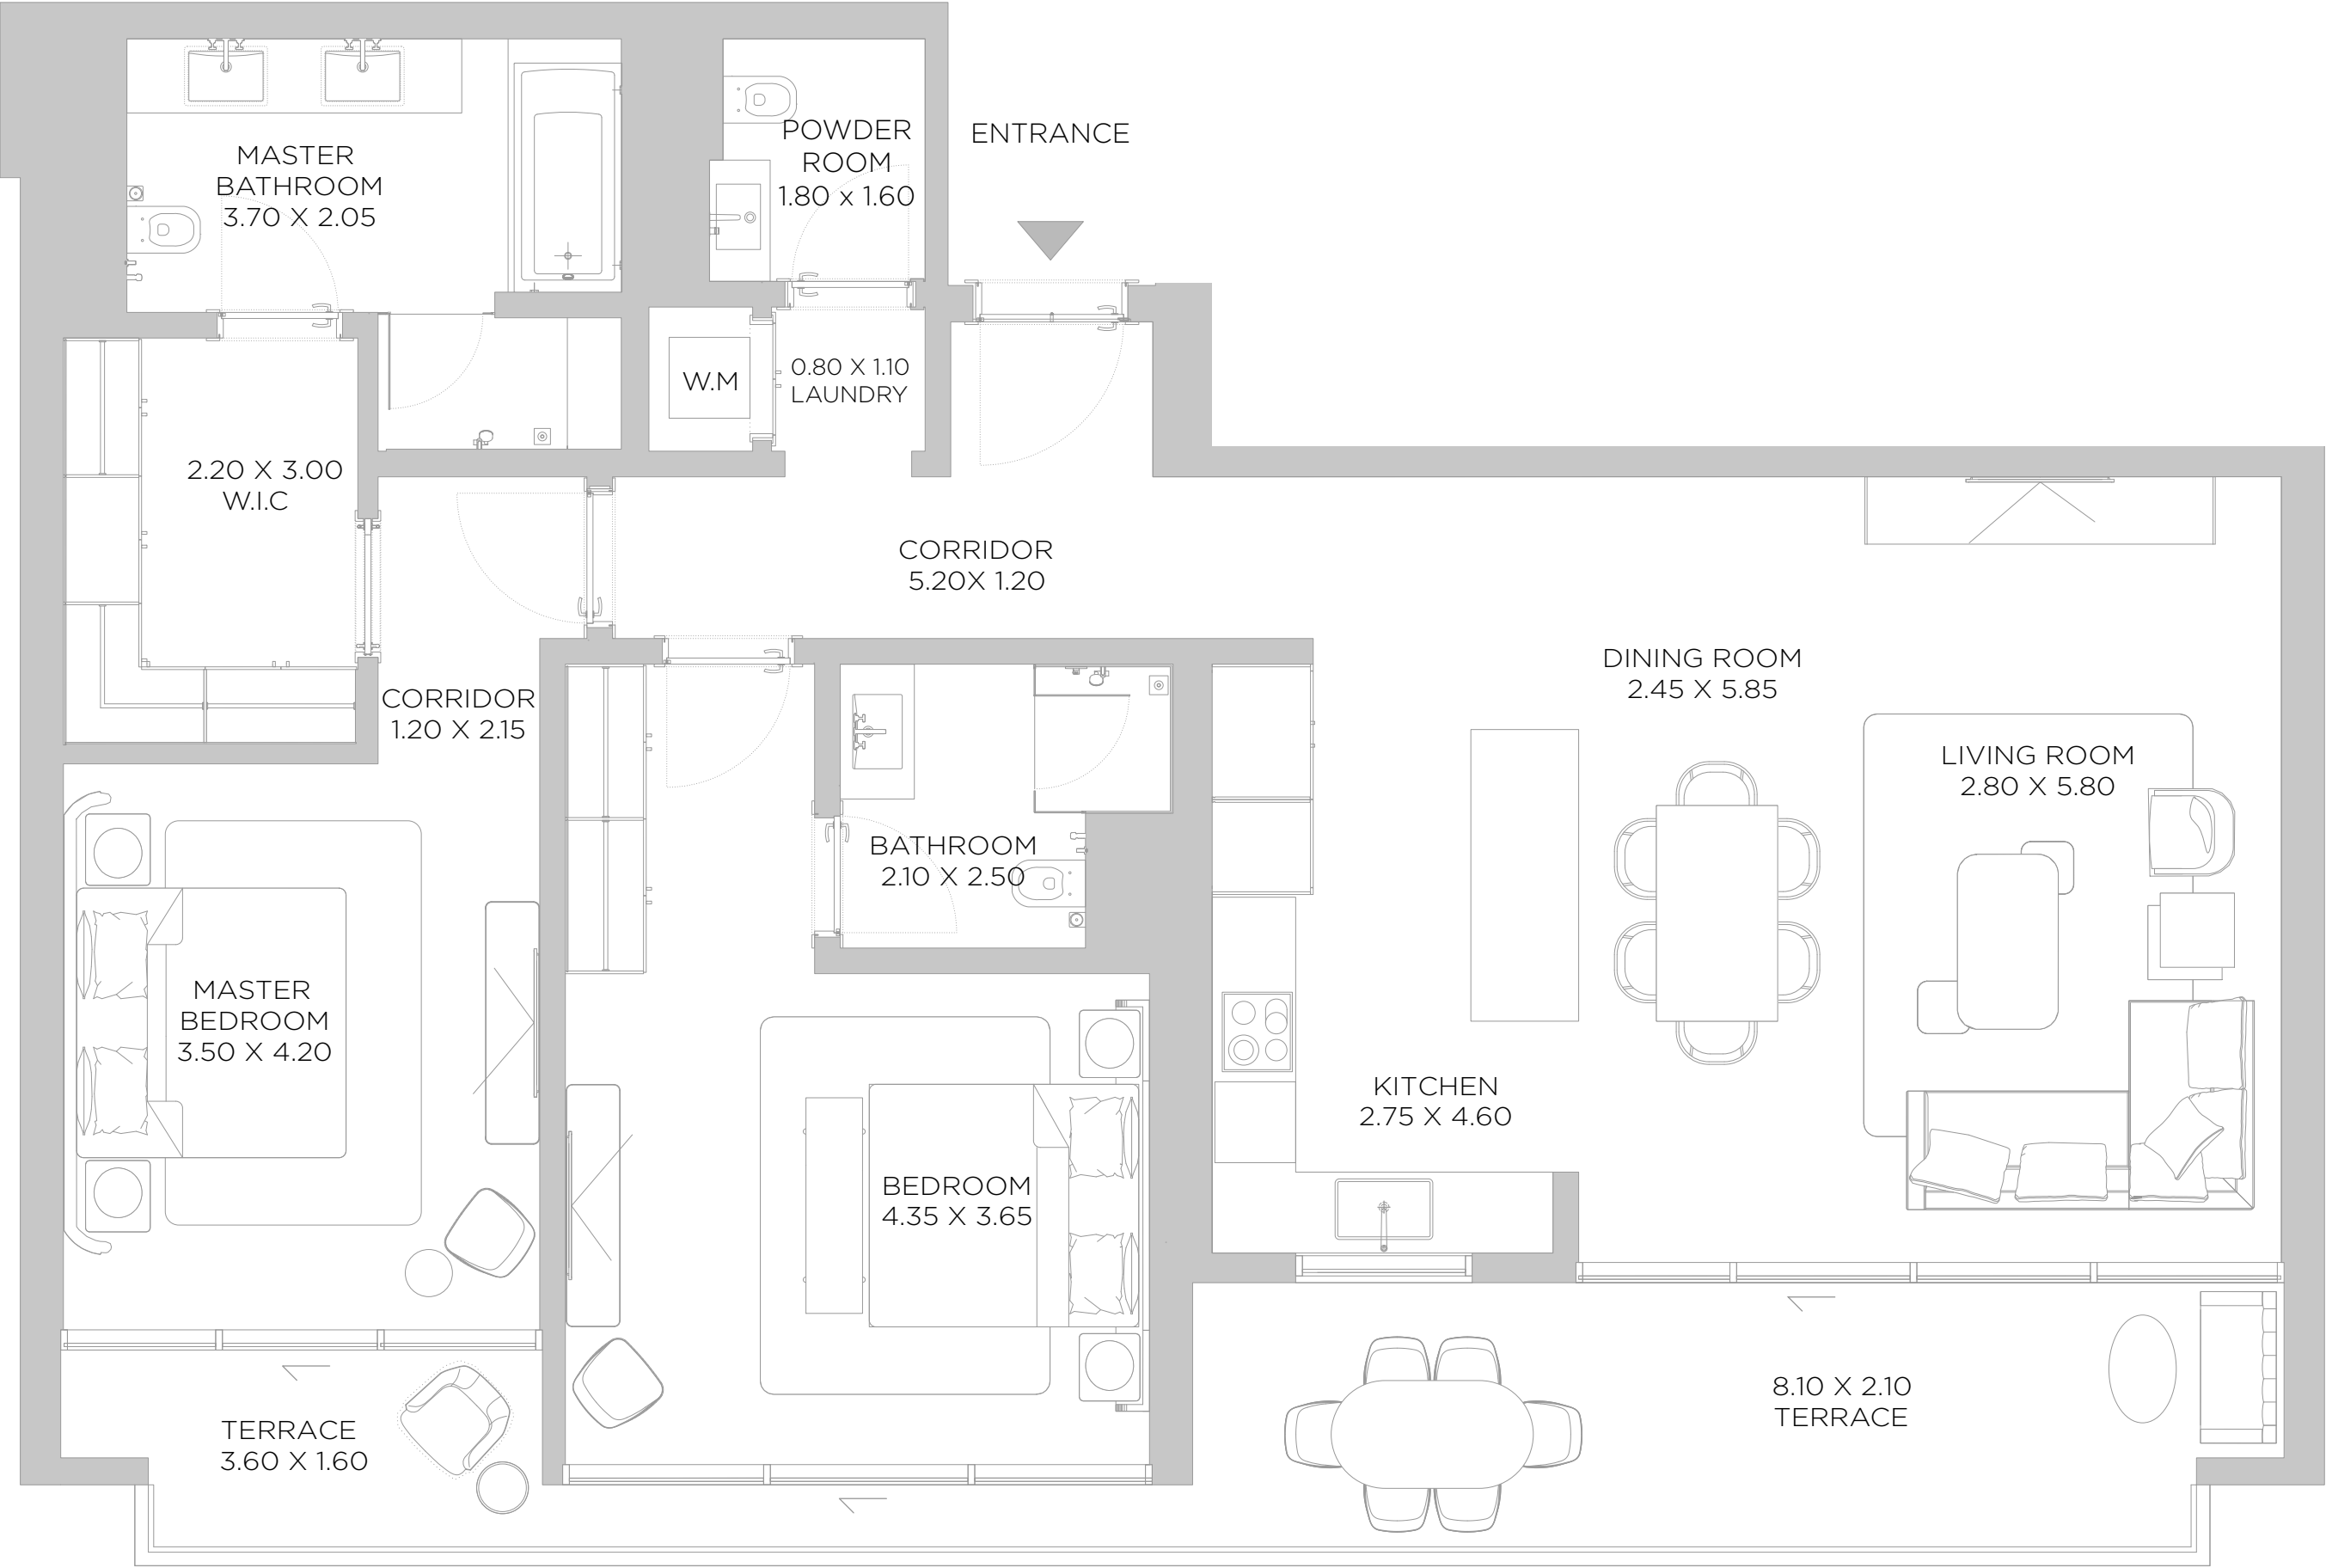 MASTER
BATHROOM
3.70 X 2.05
POWDER
ROOM
1.80 x 1.60
ENTRANCE
W.M
0.80 X 1.10
LAUNDRY
2.20 X 3.00
W.I.C
CORRIDOR
5.20X 1.20
CORRIDOR
1.20 X 2.15
DINING ROOM
2.45 X 5.85
LIVING ROOM
2.80 X 5.80
BATHROOM
2.10 X 2.50
MASTER
BEDROOM
3.50 X 4.20
KITCHEN
2.75 X 4.60
BEDROOM
4.35 X 3.65
TERRACE
3.60 X 1.60
8.10 X 2.10
TERRACE